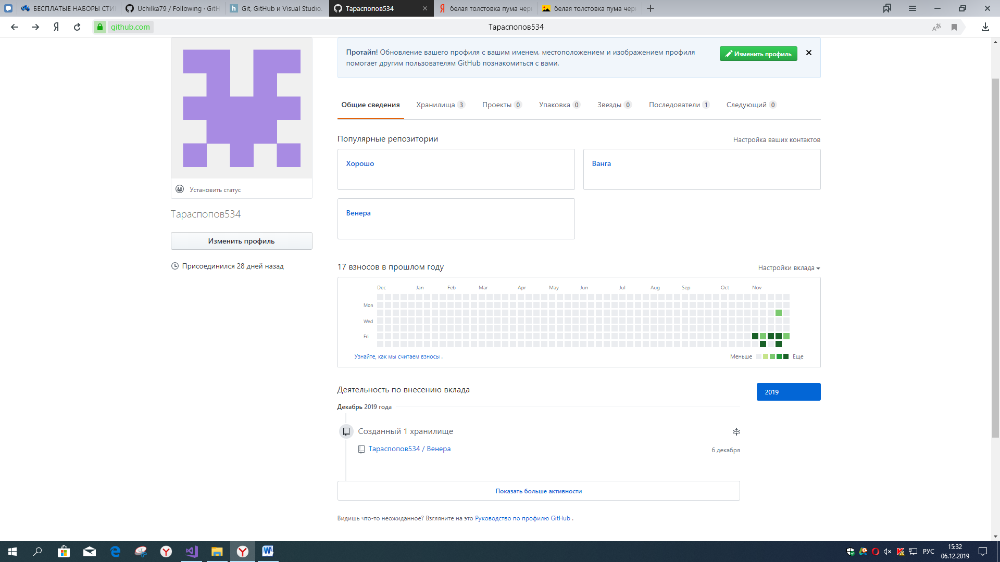 БЕСПЛАТЫЕ НАБОРЫ СТИ
Uchilka79 / Following · GitH
Git, GitHub и Visual Studio.
Тараспопов534
белая толстовка пума черн
белая толстовка пума черн
github.com
Тараспопов534
Протайп! Обновление вашего профиля с вашим именем, местоположением и изображением профиля
помогает другим пользователям GitHub познакомиться с вами.
Изменить профиль
Общие сведения
Хранилища 3
Проекты 0
Упаковка 0
Звезды 0
Последователи 1
Следующий 0
Популярные репозитории
Настройка ваших контактов
Хорошо
Ванга
Венера
Установить статус
Тараспопов534
Изменить профиль
Присоединился 28 дней назад
17 взносов в прошлом году
Настройки вклада
Dec Jan Feb Mar Apr May Jun Jul Aug Sep Oct Nov
Mon
Wed
Fri
Узнайте, как мы считаем взносы .
Меньше
Еще
Деятельность по внесению вклада
2019
Декабрь 2019 года
Созданный 1 хранилище
Тараспопов534 / Венера
6 декабря
Показать больше активности
Видишь что-то неожиданное? Взгляните на это Руководство по профилю GitHub .
РУС
15:32
06.12.2019